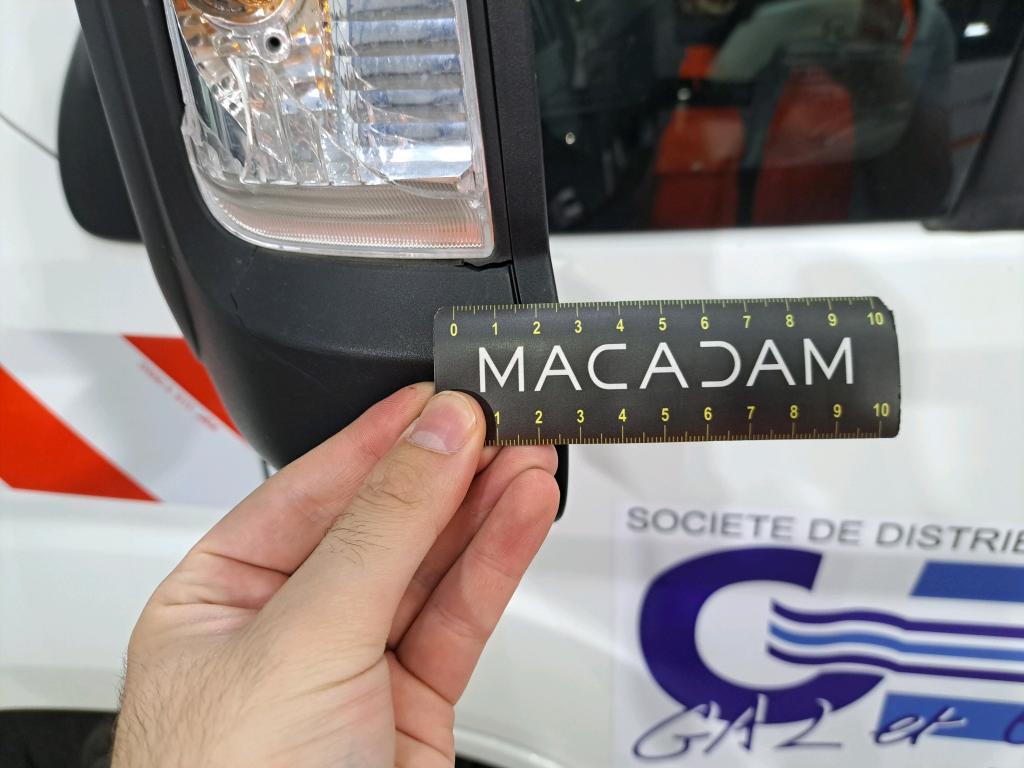 0 1 2 3 4 5 6 7 8 9 10
MACADAM
1 2 3 4 5 6 7 8 9 10
SOCIETE DE DISTRIB
GAZ et